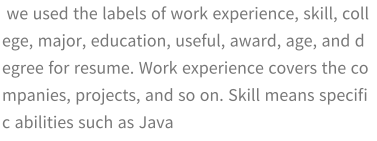 we used the labels of work experience, skill, coll
ege, major, education, useful, award, age, and d
egree for resume. Work experience covers the co
mpanies, projects, and so on. Skill means specifi
c abilities such as Java